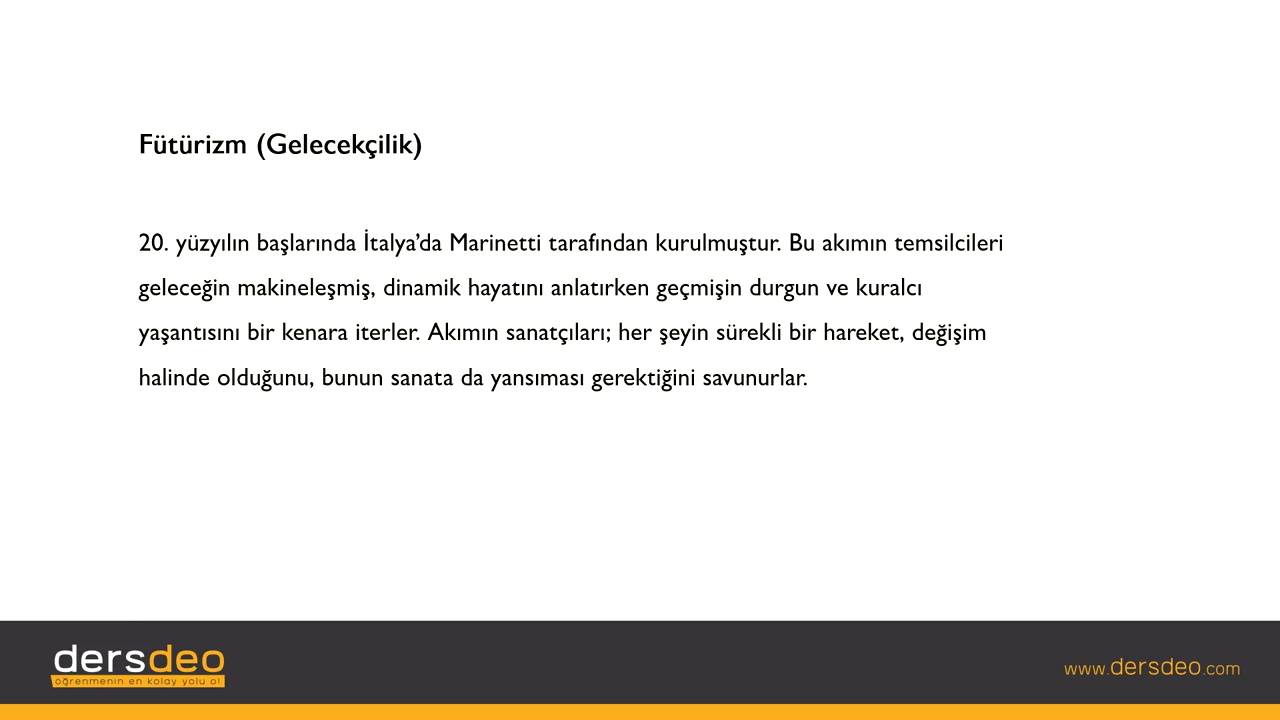 Fütürizm (Gelecekçilik)
20. yüzyılın başlarında İtalya’da Marinetti tarafından kurulmuştur. Bu akımın temsilcileri
geleceğin makineleşmiş, dinamik hayatını anlatırken geçmişin durgun ve kuralcı
yaşantısını bir kenara iterler. Akımın sanatçıları; her şeyin sürekli bir hareket, değişim
halinde olduğunu, bunun sanata da yansıması gerektiğini savunurlar.
dersdeo
öğrenmenin en kolay yolu o!
www.dersdeo.com